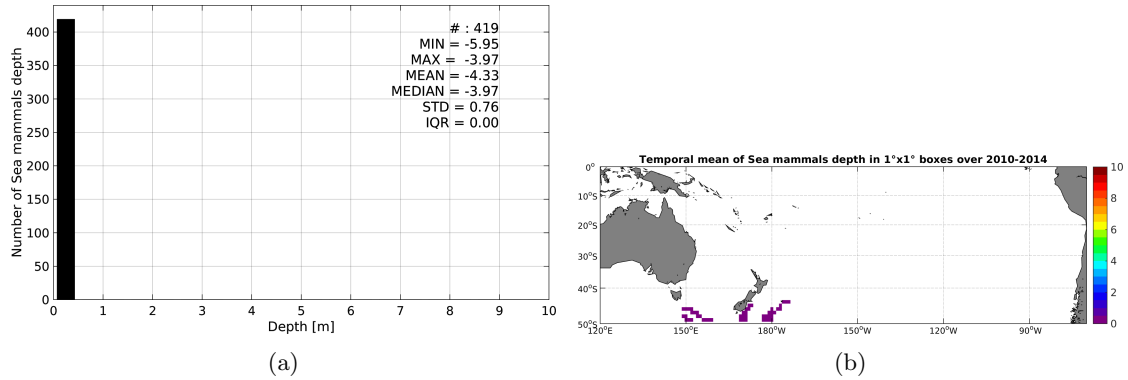 # : 419
MIN = -5.95
MAX = -3.97
MEAN = -4.33
MEDIAN = -3.97
STD = 0.76
IQR = 0.00
Number of Sea mammals depth
400
350
300
250
200
150
100
50
0
0 1 2 3 4 5 6 7 8 9 10
Depth [m]
(a)
Temporal mean of Sea mammals depth in 1°x1° boxes over 2010-2014
0°
10°S
20°S
30°S
40°S
50°S
120°E 150°E 180°W 150°W 120°W 90°W
10
8
6
4
2
0
(b)